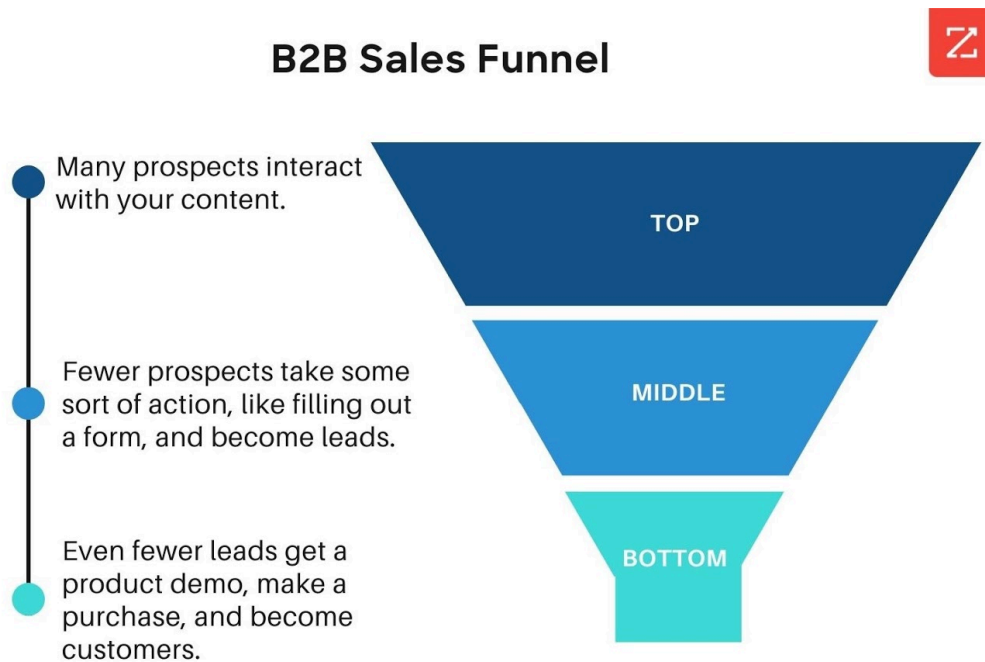 B2B Sales Funnel
Many prospects interact
with your content.
TOP
Fewer prospects take some
sort of action, like filling out
a form, and become leads.
MIDDLE
Even fewer leads get a
product demo, make a
purchase, and become
customers.
BOTTOM